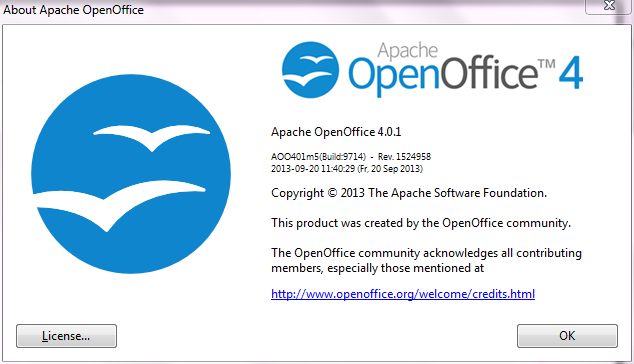 About Apache OpenOffice
Apache
OpenOffice™ 4
Apache OpenOffice 4.0.1
AOO401m5(Build:9714) - Rev. 1524958
2013-09-20 11:40:29 (Fr, 20 Sep 2013)
Copyright © 2013 The Apache Software Foundation.
This product was created by the OpenOffice community.
The OpenOffice community acknowledges all contributing
members, especially those mentioned at
http://www.openoffice.org/welcome/credits.html
License...
OK